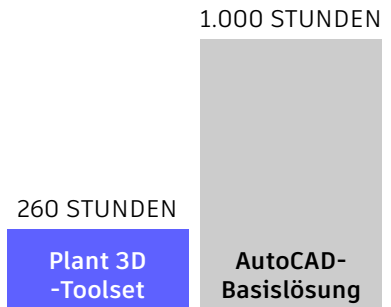 1.000 STUNDEN
260 STUNDEN
Plant 3D
-Toolset
AutoCAD-
Basislösung